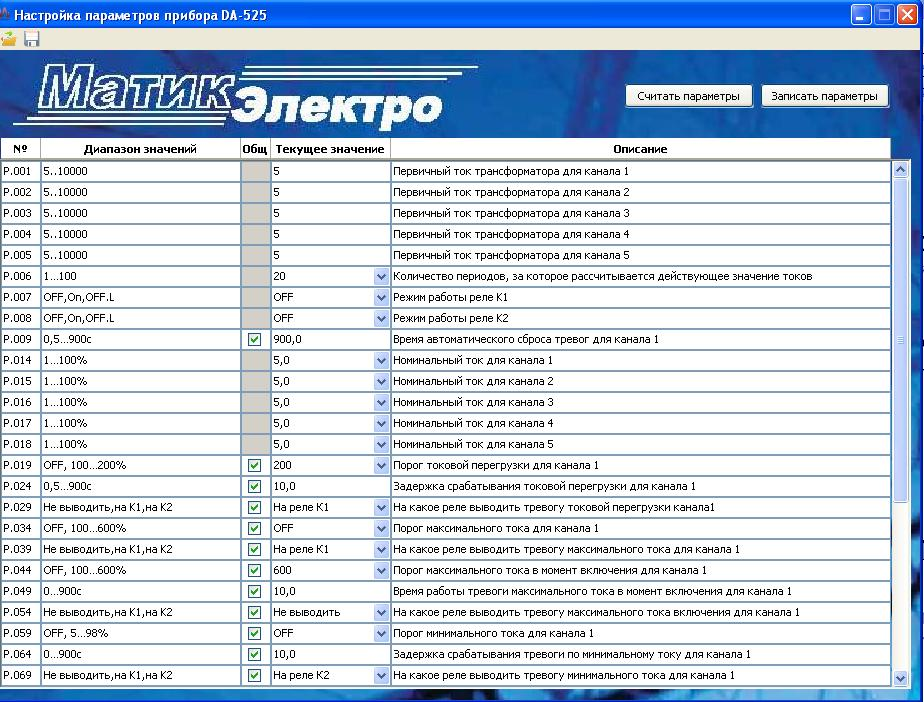 Настройка параметров прибора DA-525
МатикЭлектро
Считать параметры Записать параметры
№ Диапазон значений Общ Текущее значение Описание
P.001 5..10000 5 Первичный ток трансформатора для канала 1
P.002 5..10000 5 Первичный ток трансформатора для канала 2
P.003 5..10000 5 Первичный ток трансформатора для канала 3
P.004 5..10000 5 Первичный ток трансформатора для канала 4
P.005 5..10000 5 Первичный ток трансформатора для канала 5
P.006 1...100 20 Количество периодов, за которое рассчитывается действующее значение токов
P.007 OFF,On,OFF.L OFF Режим работы реле K1
P.008 OFF,On,OFF.L OFF Режим работы реле K2
P.009 0,5...900с 900,0 Время автоматического сброса тревог для канала 1
P.014 1...100% 5,0 Номинальный ток для канала 1
P.015 1...100% 5,0 Номинальный ток для канала 2
P.016 1...100% 5,0 Номинальный ток для канала 3
P.017 1...100% 5,0 Номинальный ток для канала 4
P.018 1...100% 5,0 Номинальный ток для канала 5
P.019 OFF, 100...200% 200 Порог токовой перегрузки для канала 1
P.024 0,5...900с 10,0 Задержка срабатывания токовой перегрузки для канала 1
P.029 Не выводить,на K1,на K2 На реле K1 На какое реле выводить тревогу токовой перегрузки канала1
P.034 OFF, 100...600% OFF Порог максимального тока для канала 1
P.039 Не выводить,на K1,на K2 На реле K1 На какое реле выводить тревогу максимального тока для канала 1
P.044 OFF, 100...600% 600 Порог максимального тока в момент включения для канала 1
P.049 0...900с 10,0 Время работы тревоги максимального тока в момент включения для канала 1
P.054 Не выводить,на K1,на K2 Не выводить На какое реле выводить тревогу максимального тока включения для канала 1
P.059 OFF, 5...98% OFF Порог минимального тока для канала 1
P.064 0...900с 10,0 Задержка срабатывания тревоги по минимальному току для канала 1
P.069 Не выводить,на K1,на K2 На реле K2 На какое реле выводить тревогу минимального тока для канала 1